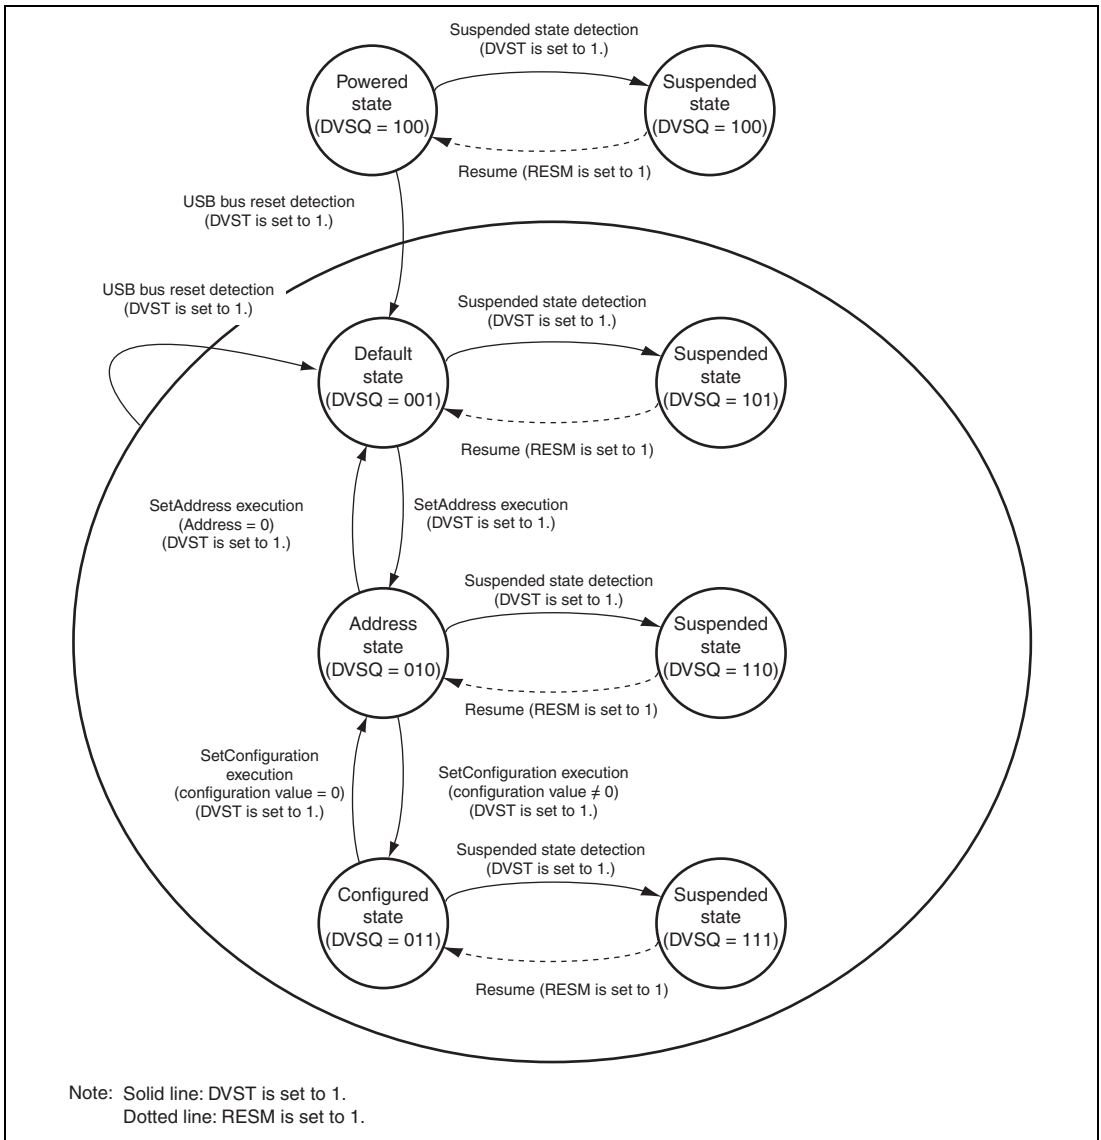 Suspended state detection
(DVST is set to 1.)
Powered
state
(DVSQ = 100)
Suspended
state
(DVSQ = 100)
Resume (RESM is set to 1)
USB bus reset detection
(DVST is set to 1.)
USB bus reset detection
(DVST is set to 1.)
Suspended state detection
(DVST is set to 1.)
Default
state
(DVSQ = 001)
Suspended
state
(DVSQ = 101)
Resume (RESM is set to 1)
SetAddress execution
(Address = 0)
(DVST is set to 1.)
SetAddress execution
(DVST is set to 1.)
Suspended state detection
(DVST is set to 1.)
Address
state
(DVSQ = 010)
Suspended
state
(DVSQ = 110)
Resume (RESM is set to 1)
SetConfiguration
execution
(configuration value = 0)
(DVST is set to 1.)
SetConfiguration execution
(configuration value ≠ 0)
(DVST is set to 1.)
Suspended state detection
(DVST is set to 1.)
Configured
state
(DVSQ = 011)
Suspended
state
(DVSQ = 111)
Resume (RESM is set to 1)
Note: Solid line: DVST is set to 1.
Dotted line: RESM is set to 1.